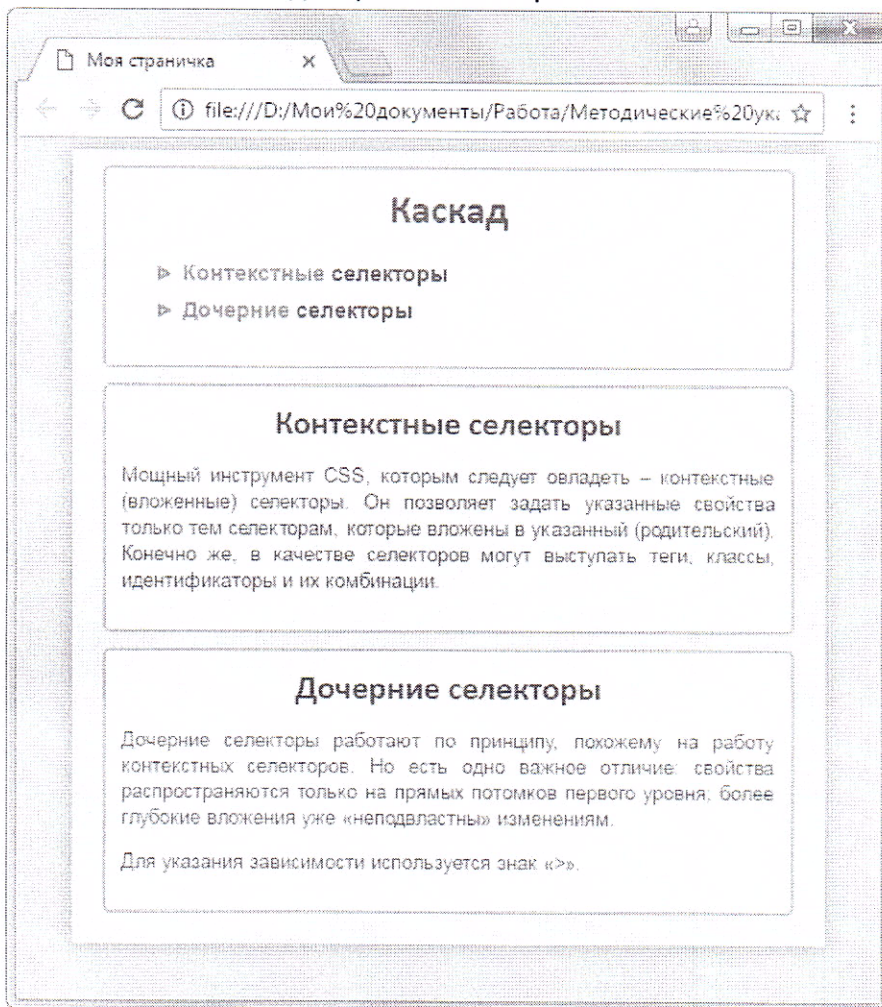 Моя страничка
file:///D:/Мои%20документы/Работа/Методические%20ук
Каскад
Контекстные селекторы
Дочерние селекторы
Контекстные селекторы
Мощный инструмент CSS, которым следует овладеть – контекстные
(вложенные) селекторы. Он позволяет задать указанные свойства
только тем селекторам, которые вложены в указанный (родительский).
Конечно же, в качестве селекторов могут выступать теги, классы,
идентификаторы и их комбинации.
Дочерние селекторы
Дочерние селекторы работают по принципу, похожему на работу
контекстных селекторов. Но есть одно важное отличие: свойства
распространяются только на прямых потомков первого уровня, более
глубокие вложения уже «неподвластны» изменениям.
Для указания зависимости используется знак «>».